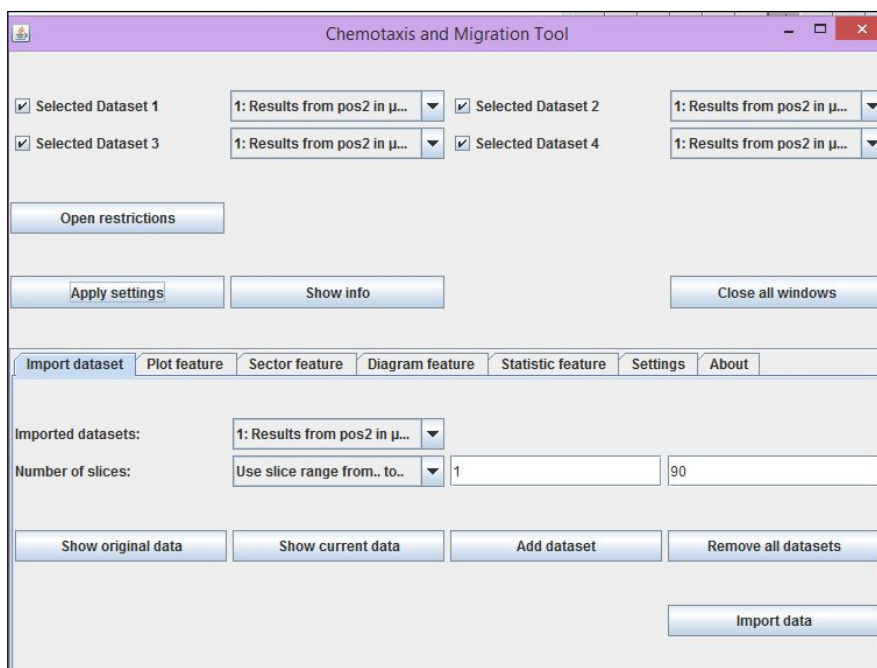 Chemotaxis and Migration Tool
Selected Dataset 1 1: Results from pos2 in µ... Selected Dataset 2 1: Results from pos2 in µ...
Selected Dataset 3 1: Results from pos2 in µ... Selected Dataset 4 1: Results from pos2 in µ...
Open restrictions
Apply settings Show info Close all windows
Import dataset Plot feature Sector feature Diagram feature Statistic feature Settings About
Imported datasets: 1: Results from pos2 in µ...
Number of slices: Use slice range from.. to.. 1 90
Show original data Show current data Add dataset Remove all datasets
Import data